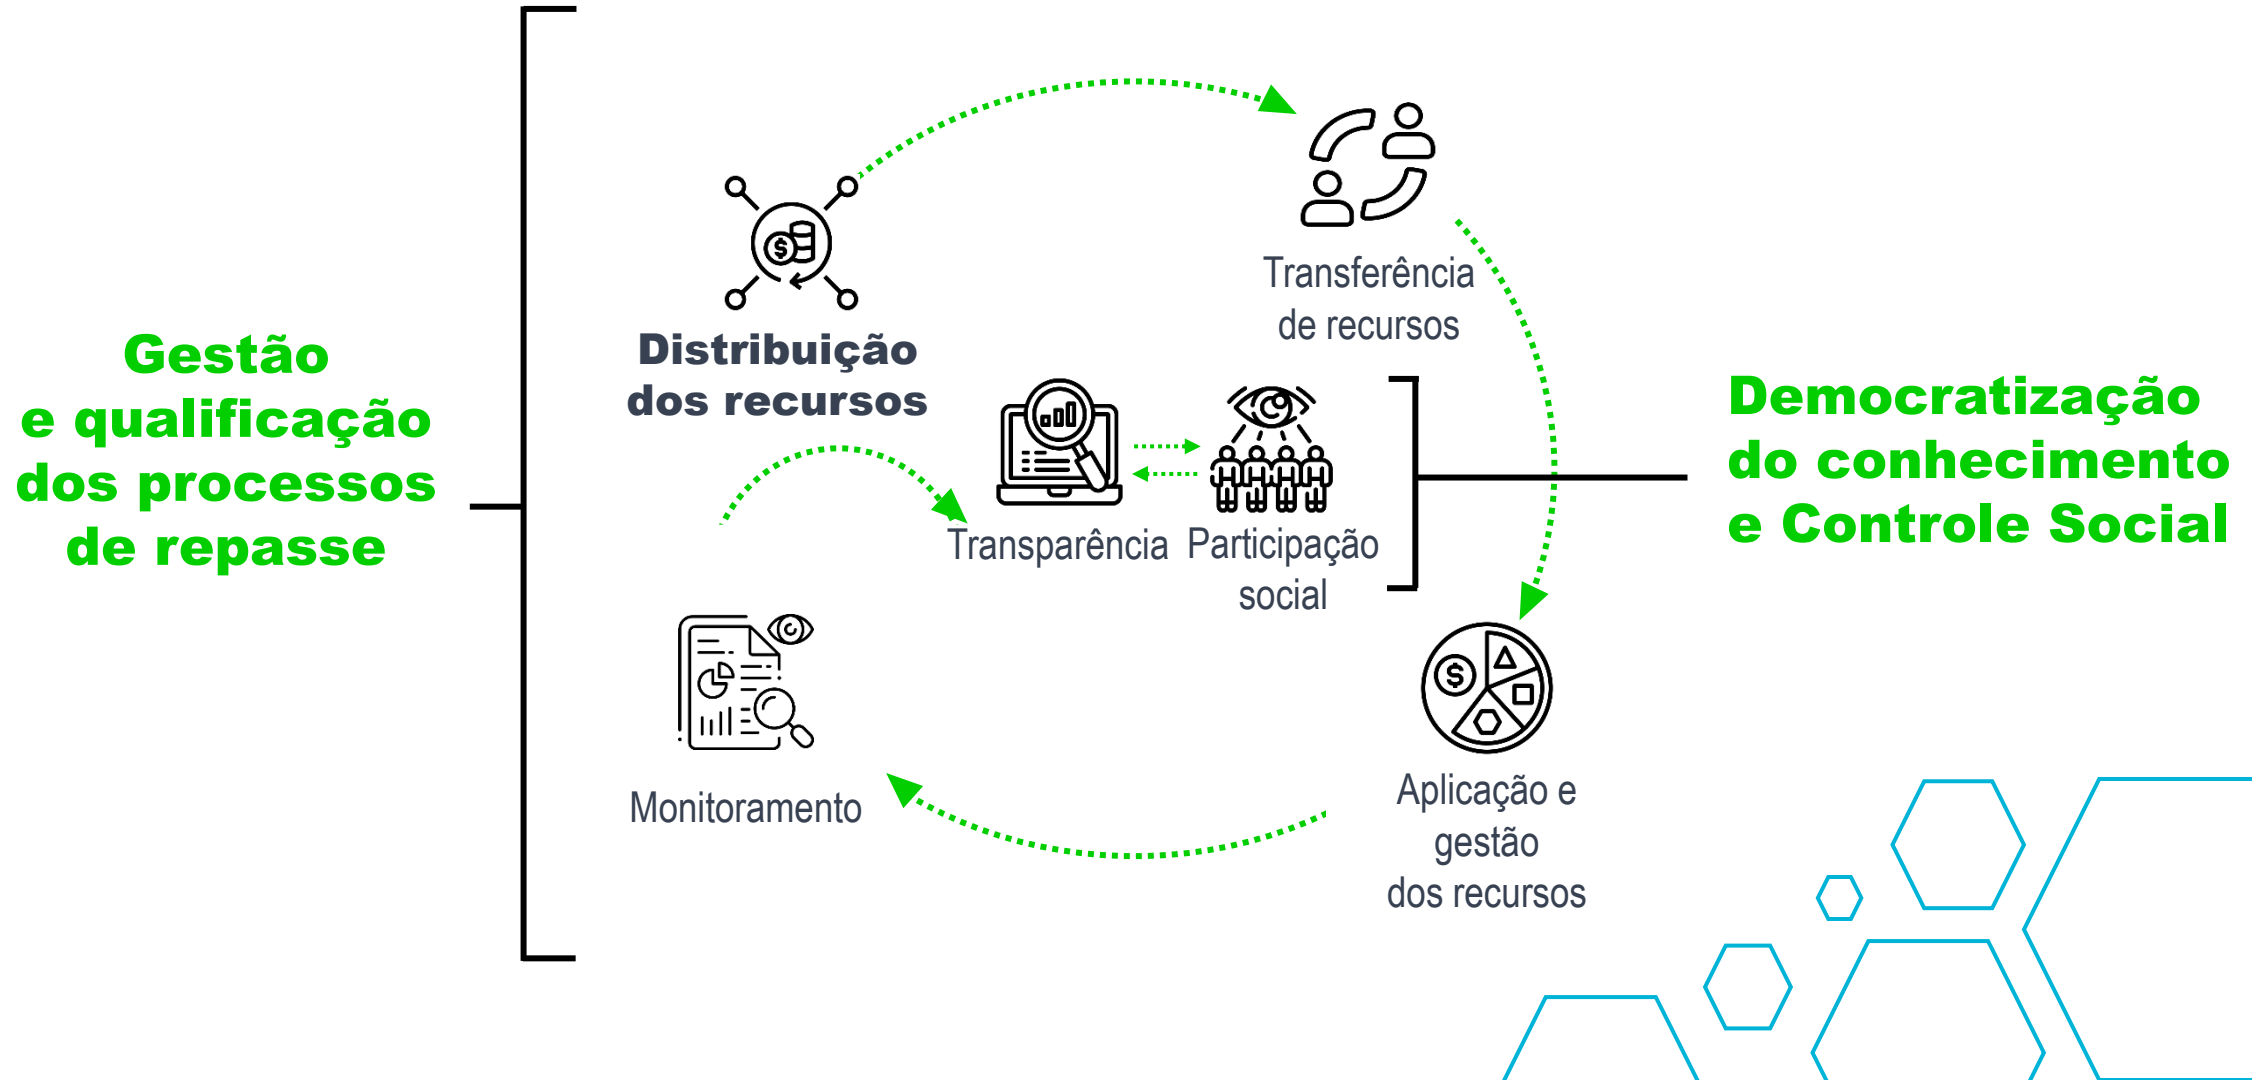 Gestão
e qualificação
dos processos
de repasse
Distribuição
dos recursos
Transferência
de recursos
Transparência
Participação
social
Monitoramento
Aplicação e
gestão
dos recursos
Democratização
do conhecimento
e Controle Social